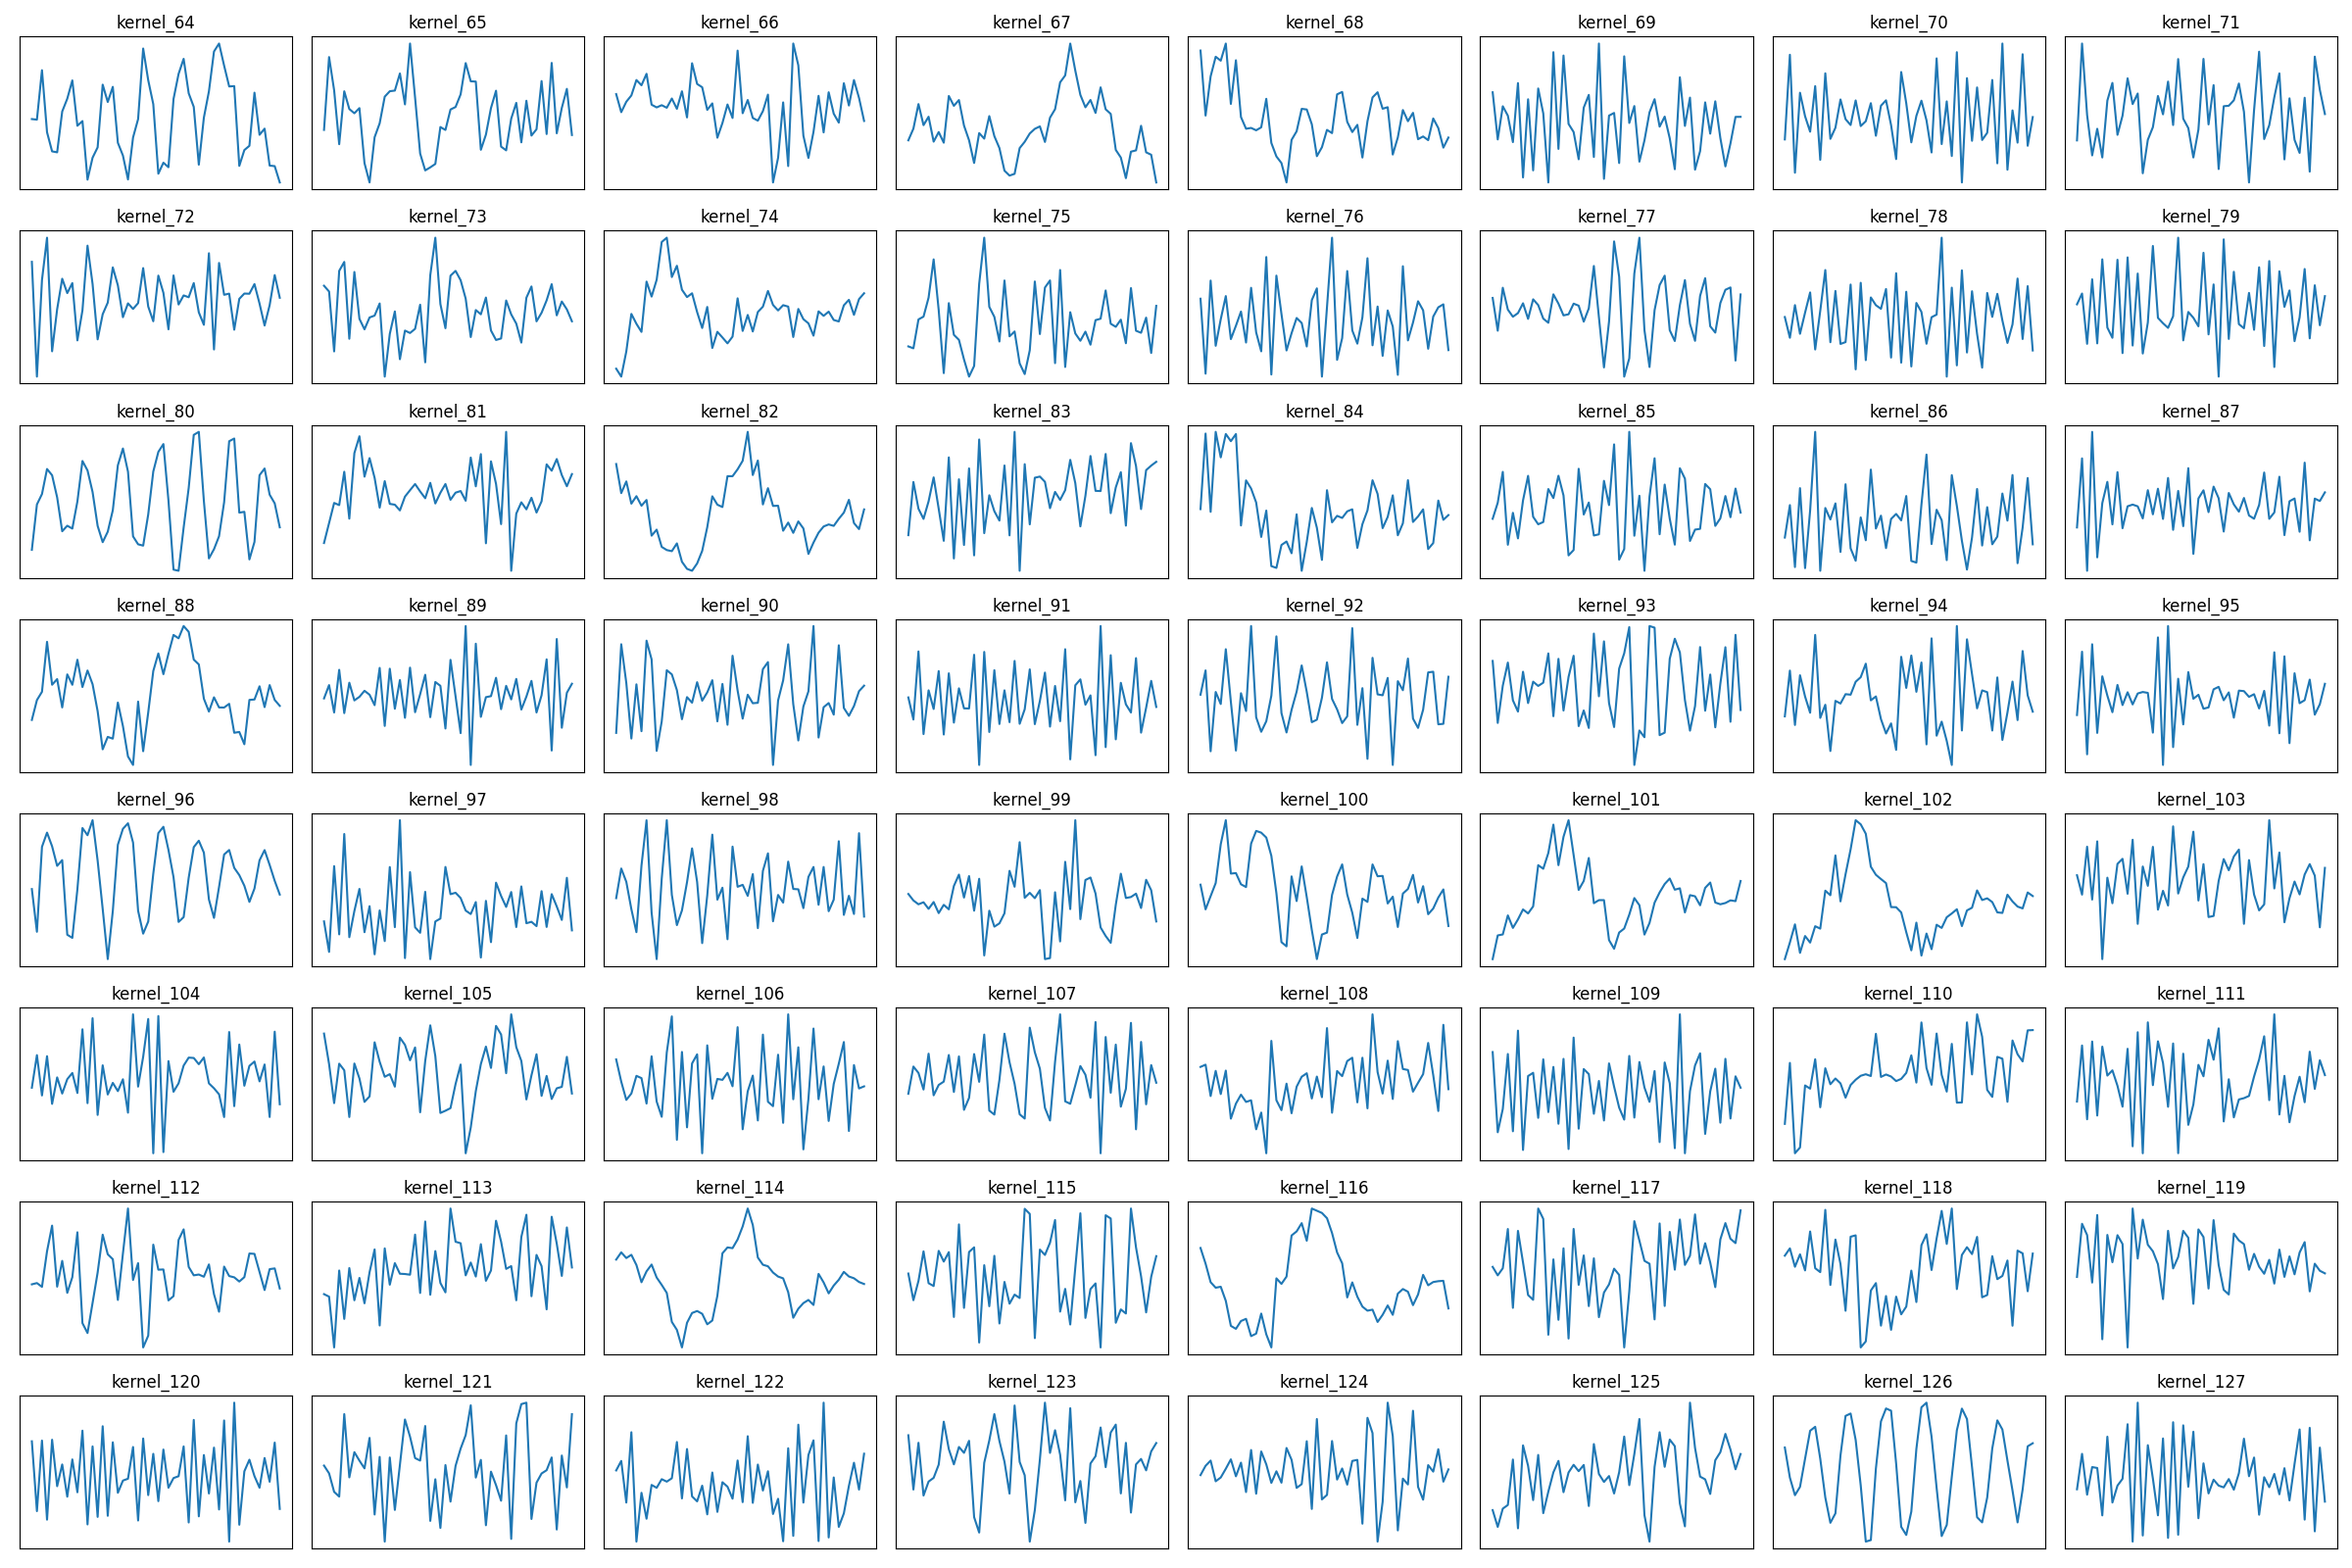 kernel_64 kernel_65 kernel_66 kernel_67 kernel_68 kernel_69 kernel_70 kernel_71
kernel_72 kernel_73 kernel_74 kernel_75 kernel_76 kernel_77 kernel_78 kernel_79
kernel_80 kernel_81 kernel_82 kernel_83 kernel_84 kernel_85 kernel_86 kernel_87
kernel_88 kernel_89 kernel_90 kernel_91 kernel_92 kernel_93 kernel_94 kernel_95
kernel_96 kernel_97 kernel_98 kernel_99 kernel_100 kernel_101 kernel_102 kernel_103
kernel_104 kernel_105 kernel_106 kernel_107 kernel_108 kernel_109 kernel_110 kernel_111
kernel_112 kernel_113 kernel_114 kernel_115 kernel_116 kernel_117 kernel_118 kernel_119
kernel_120 kernel_121 kernel_122 kernel_123 kernel_124 kernel_125 kernel_126 kernel_127